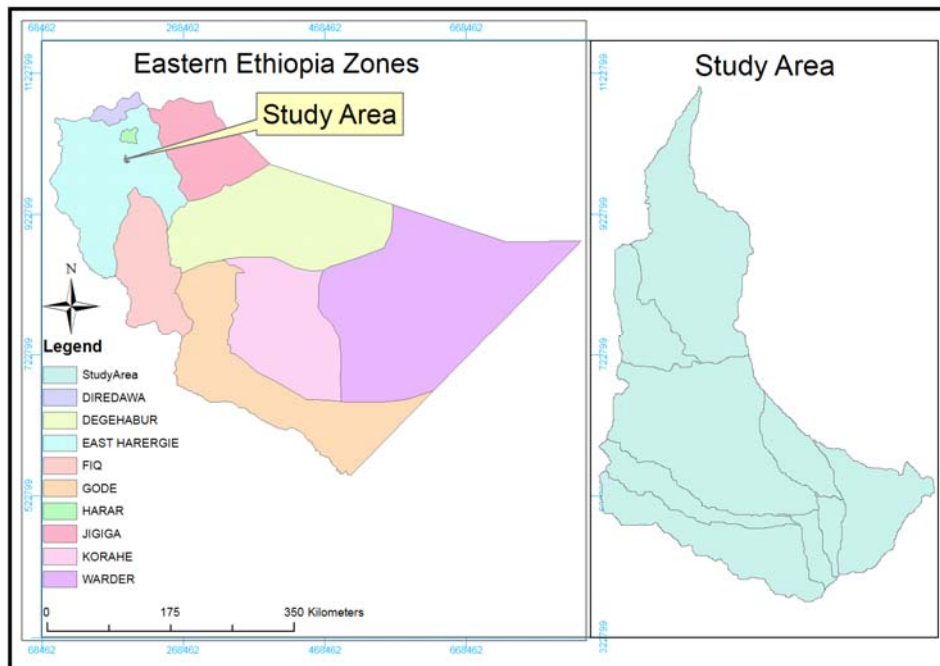 68462 268462 468462 668462
Eastern Ethiopia Zones
Study Area
Study Area
1122799
1122799
922799
922799
722799
722799
522799
322799
N
Legend
StudyArea
DIREDAWA
DEGEHABUR
EAST HARERGIE
FIQ
GODE
HARAR
JIGIGA
KORAHE
WARDER
0 175 350 Kilometers
68462 268462 468462 668462